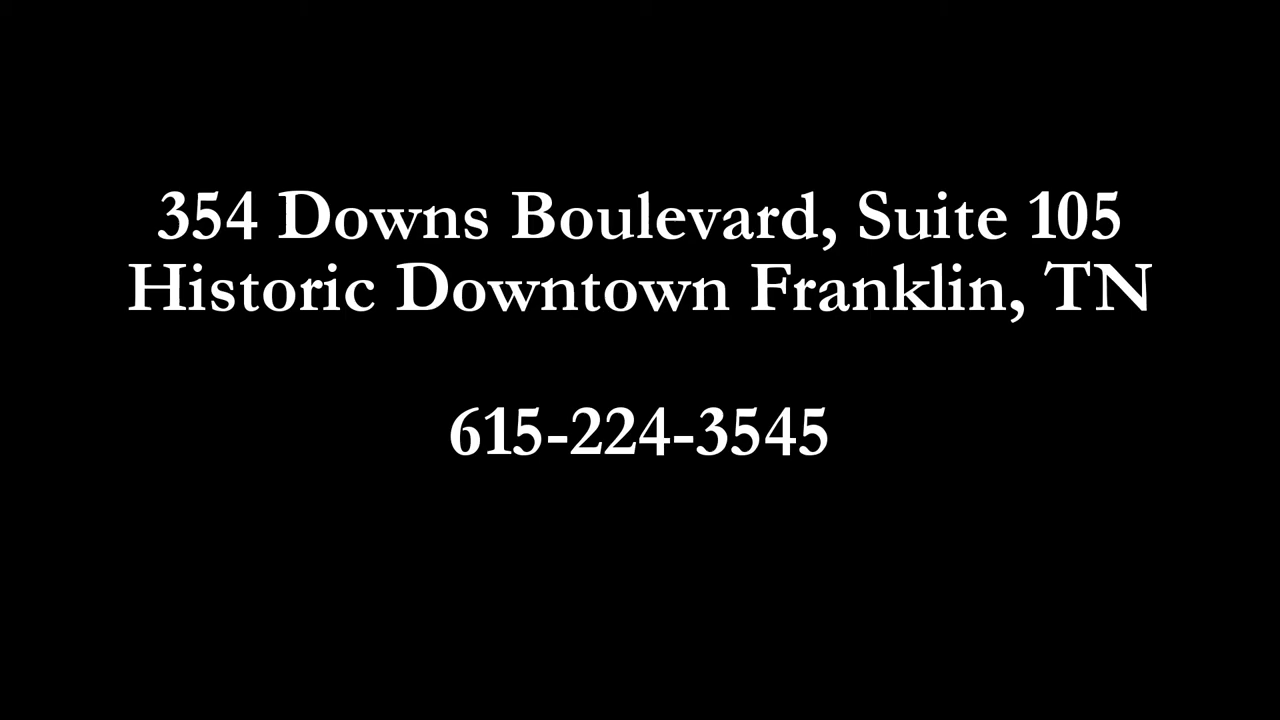 354 Downs Boulevard, Suite 105
Historic Downtown Franklin, TN
615-224-3545